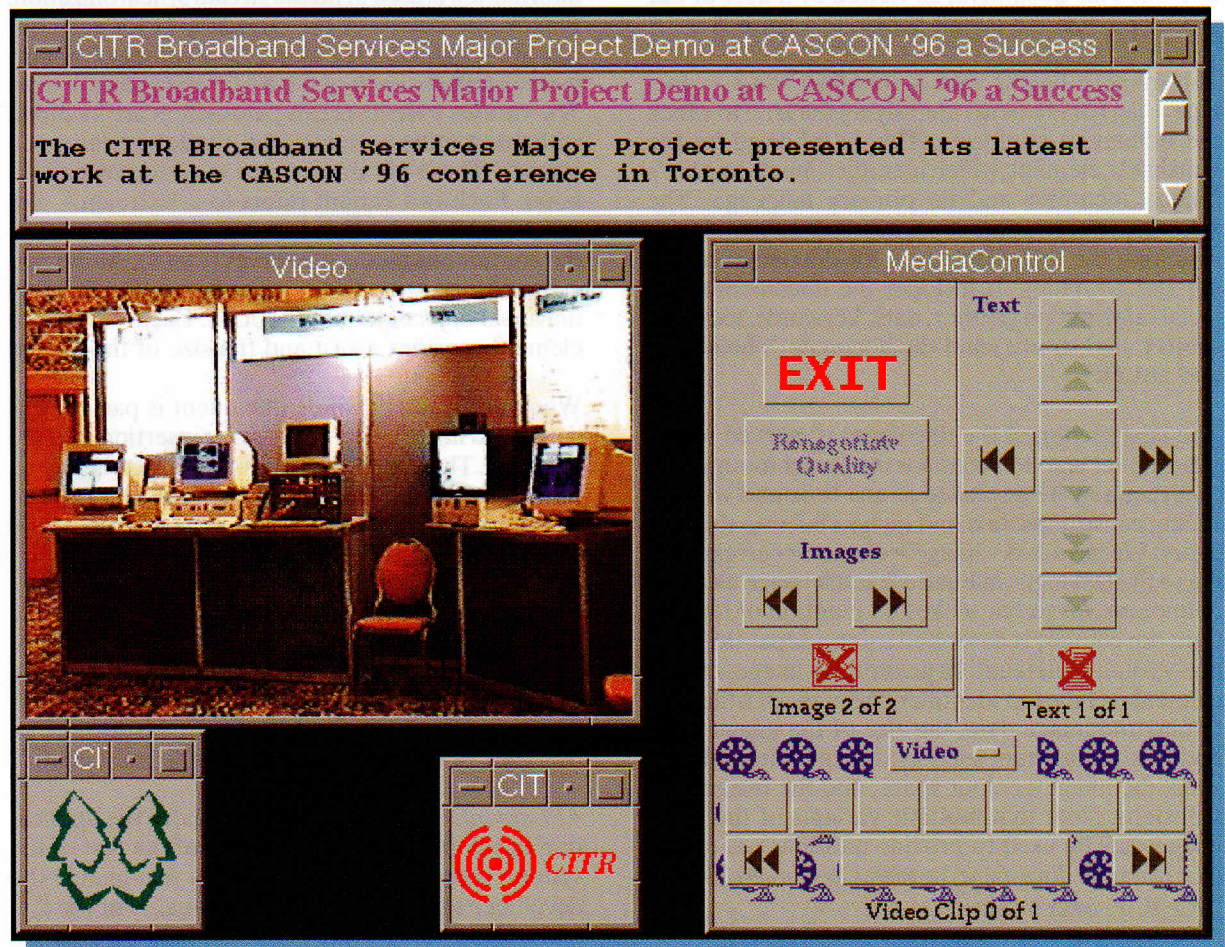 CITR Broadband Services Major Project Demo at CASCON '96 a Success
CITR Broadband Services Major Project Demo at CASCON '96 a Success
The CITR Broadband Services Major Project presented its latest
work at the CASCON '96 conference in Toronto.
Video
MediaControl
EXIT
Renegotiate
Quality
Text
Images
Image 2 of 2
Text 1 of 1
Video
Video Clip 0 of 1
CI
CIT
CITR